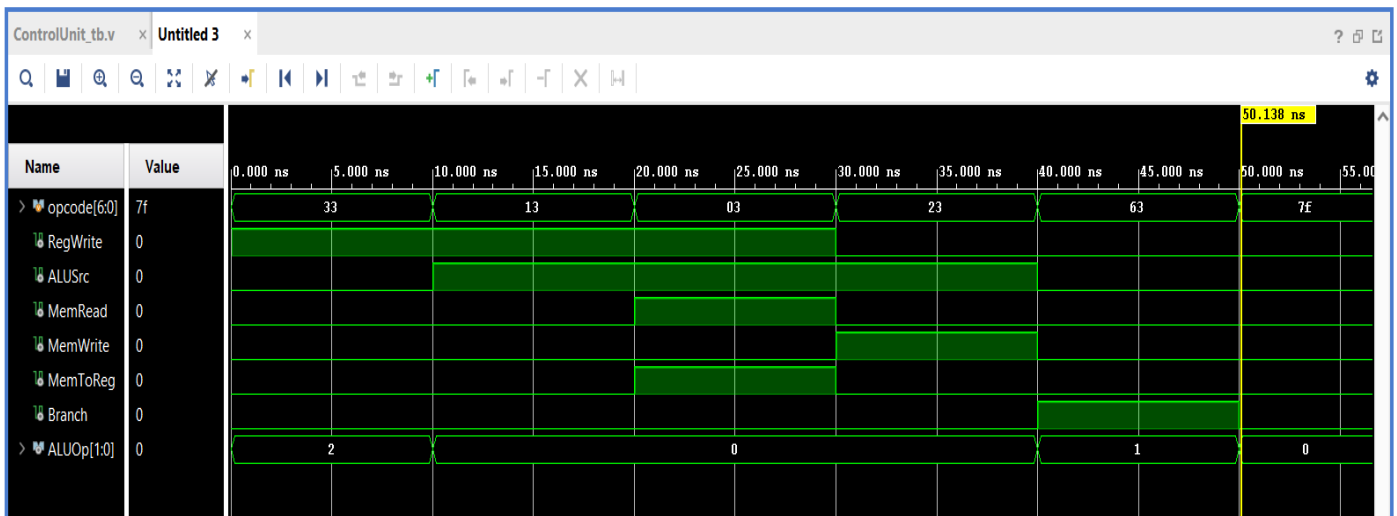 ControlUnit_tb.v × Untitled 3 × ?
50.138 ns
Name Value 0.000 ns 5.000 ns 10.000 ns 15.000 ns 20.000 ns 25.000 ns 30.000 ns 35.000 ns 40.000 ns 45.000 ns 50.000 ns 55.00
opcode[6:0] 7f 33 13 03 23 63 7f
RegWrite 0
ALUSrc 0
MemRead 0
MemWrite 0
MemToReg 0
Branch 0
ALUOp[1:0] 0 2 0 1 0